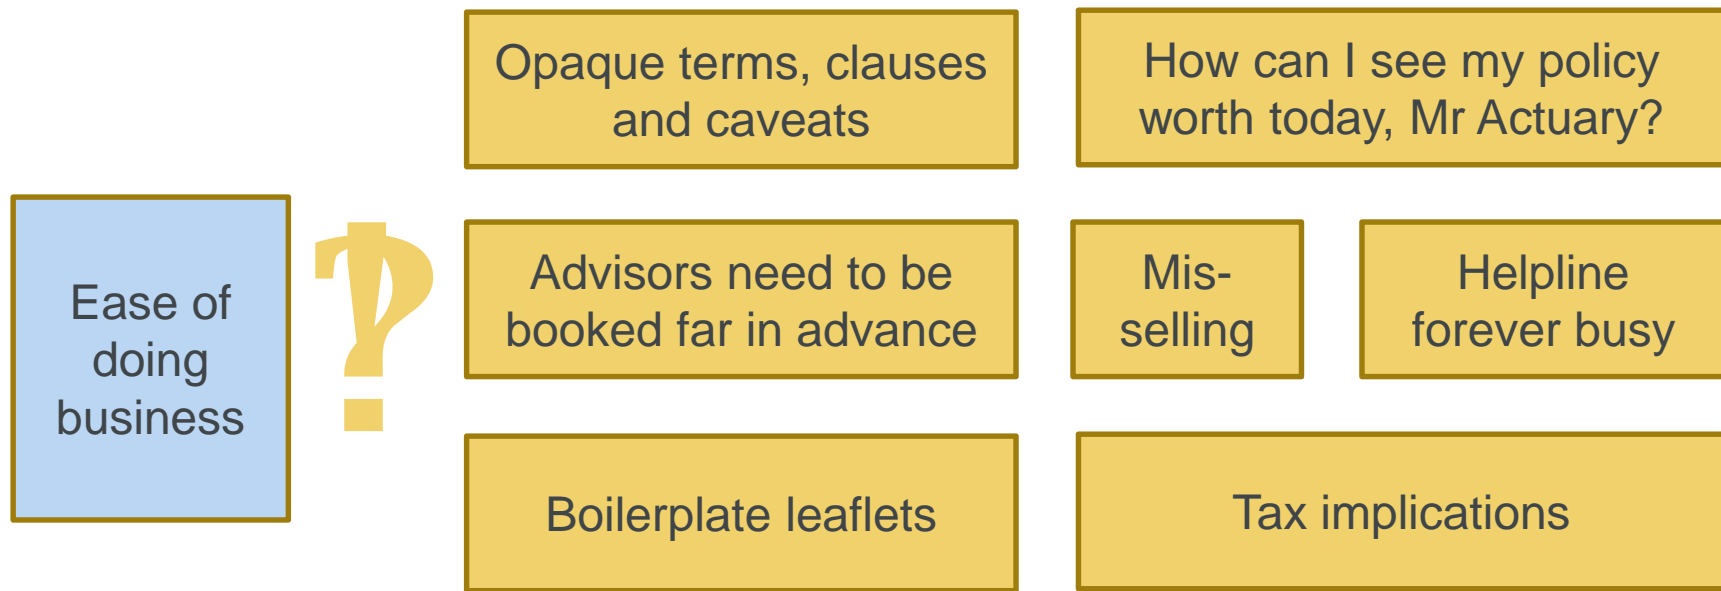 Ease of
doing
business
‽
Opaque terms, clauses
and caveats
How can I see my policy
worth today, Mr Actuary?
Advisors need to be
booked far in advance
Mis-
selling
Helpline
forever busy
Boilerplate leaflets
Tax implications